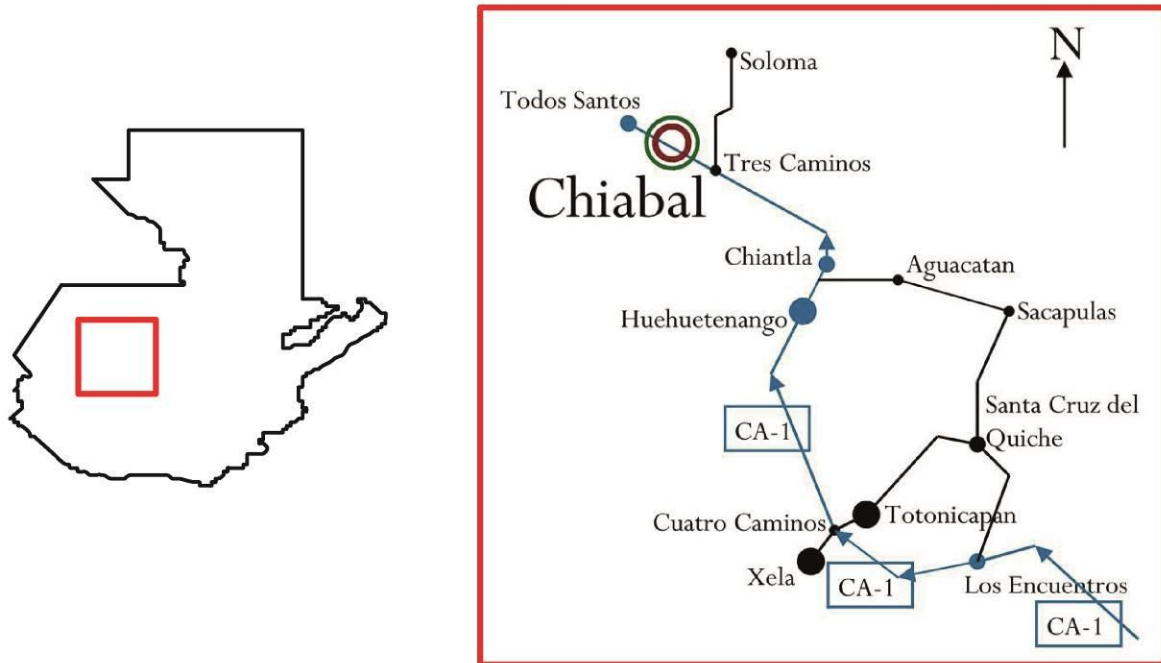 N
Soloma
Todos Santos
Tres Caminos
Chiabal
Chiantla
Aguacatan
Huehuetenango
Sacapulas
Santa Cruz del
Quiche
CA-1
Cuatro Caminos
Totonicapan
Xela
CA-1
Los Encuentros
CA-1